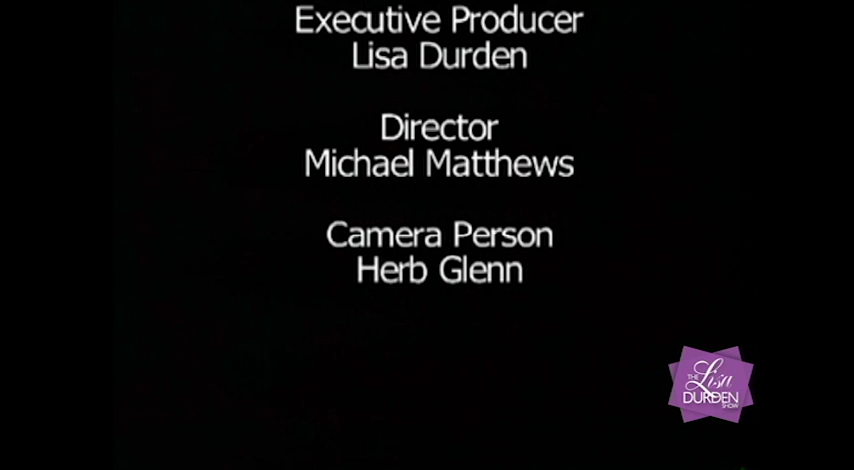 Executive Producer
Lisa Durden
Director
Michael Matthews
Camera Person
Herb Glenn
THE Lisa
DURDEN
SHOW